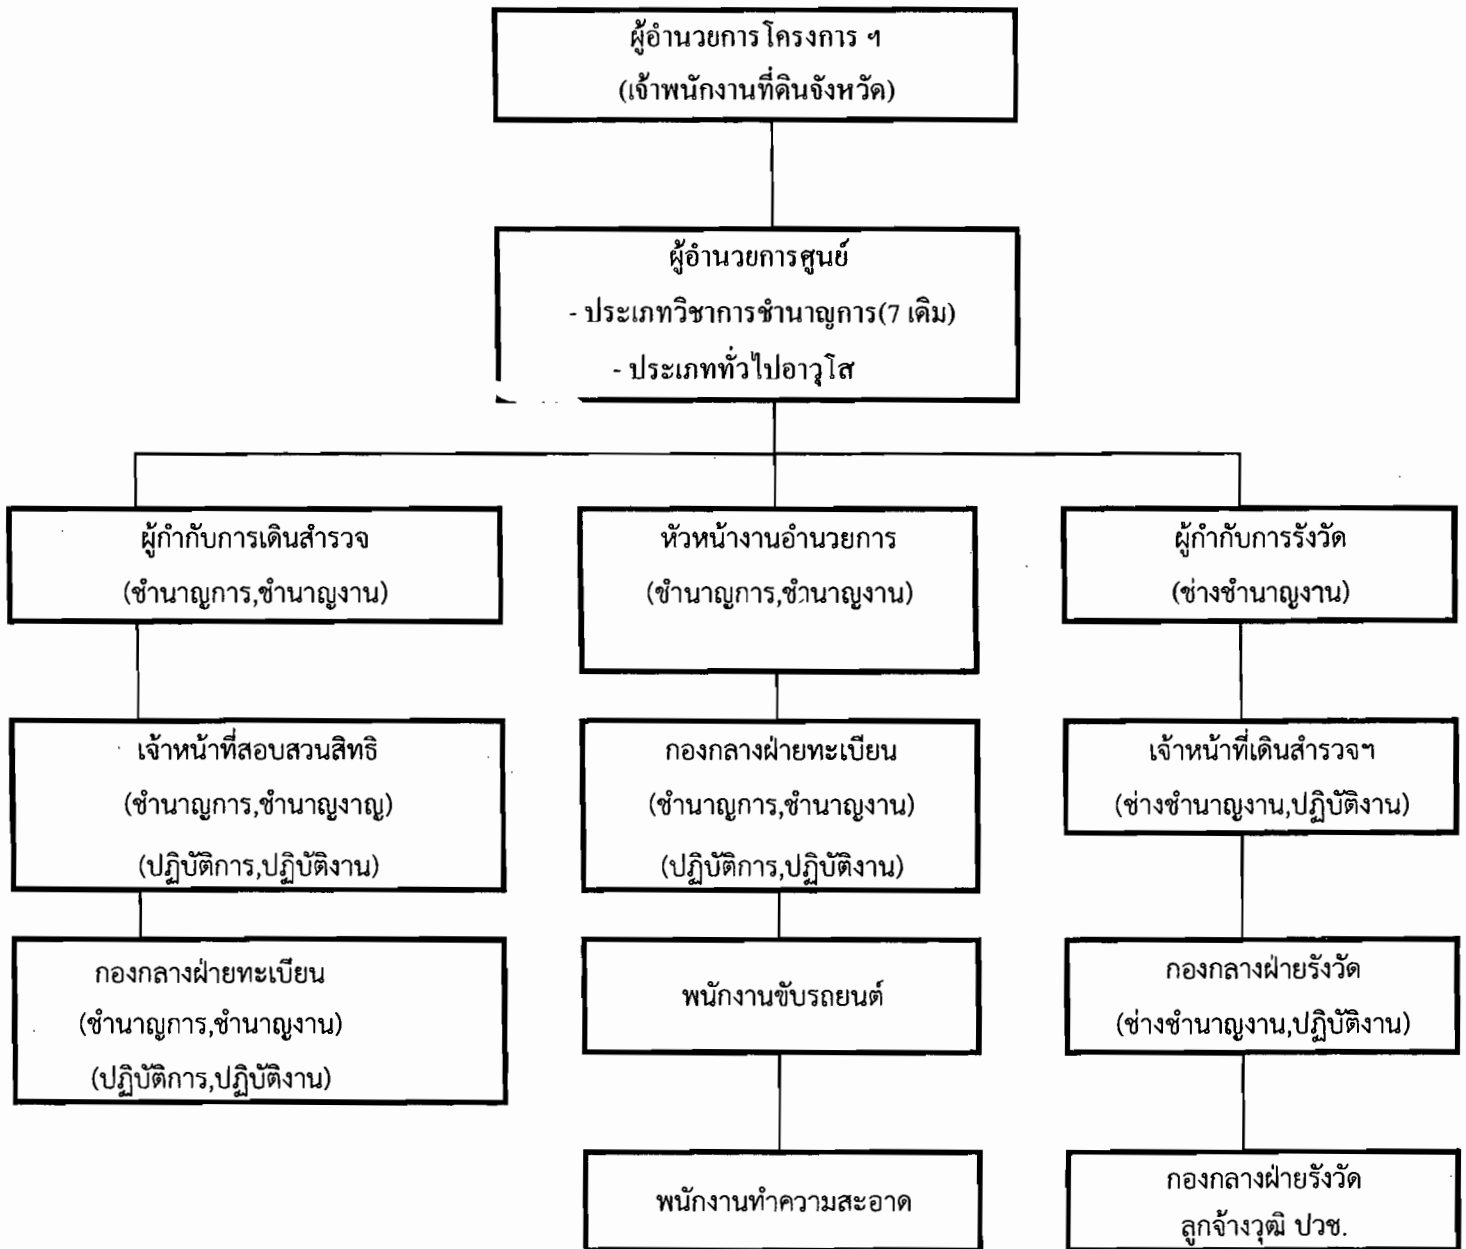 ผู้อำนวยการโครงการ ฯ
(เจ้าพนักงานที่ดินจังหวัด)
ผู้อำนวยการศูนย์
- ประเภทวิชาการชำนาญการ(7 เดิม)
- ประเภททั่วไปอาวุโส
ผู้กำกับการเดินสำรวจ
(ชำนาญการ,ชำนาญงาน)
หัวหน้างานอำนวยการ
(ชำนาญการ,ชำนาญงาน)
ผู้กำกับการรังวัด
(ช่างชำนาญงาน)
เจ้าหน้าที่สอบสวนสิทธิ
(ชำนาญการ,ชำนาญงาญ)
(ปฏิบัติการ,ปฏิบัติงาน)
กองกลางฝ่ายทะเบียน
(ชำนาญการ,ชำนาญงาน)
(ปฏิบัติการ,ปฏิบัติงาน)
เจ้าหน้าที่เดินสำรวจฯ
(ช่างชำนาญงาน,ปฏิบัติงาน)
กองกลางฝ่ายทะเบียน
(ชำนาญการ,ชำนาญงาน)
(ปฏิบัติการ,ปฏิบัติงาน)
พนักงานขับรถยนต์
กองกลางฝ่ายรังวัด
(ช่างชำนาญงาน,ปฏิบัติงาน)
พนักงานทำความสะอาด
กองกลางฝ่ายรังวัด
ลูกจ้างวุฒิ ปวช.